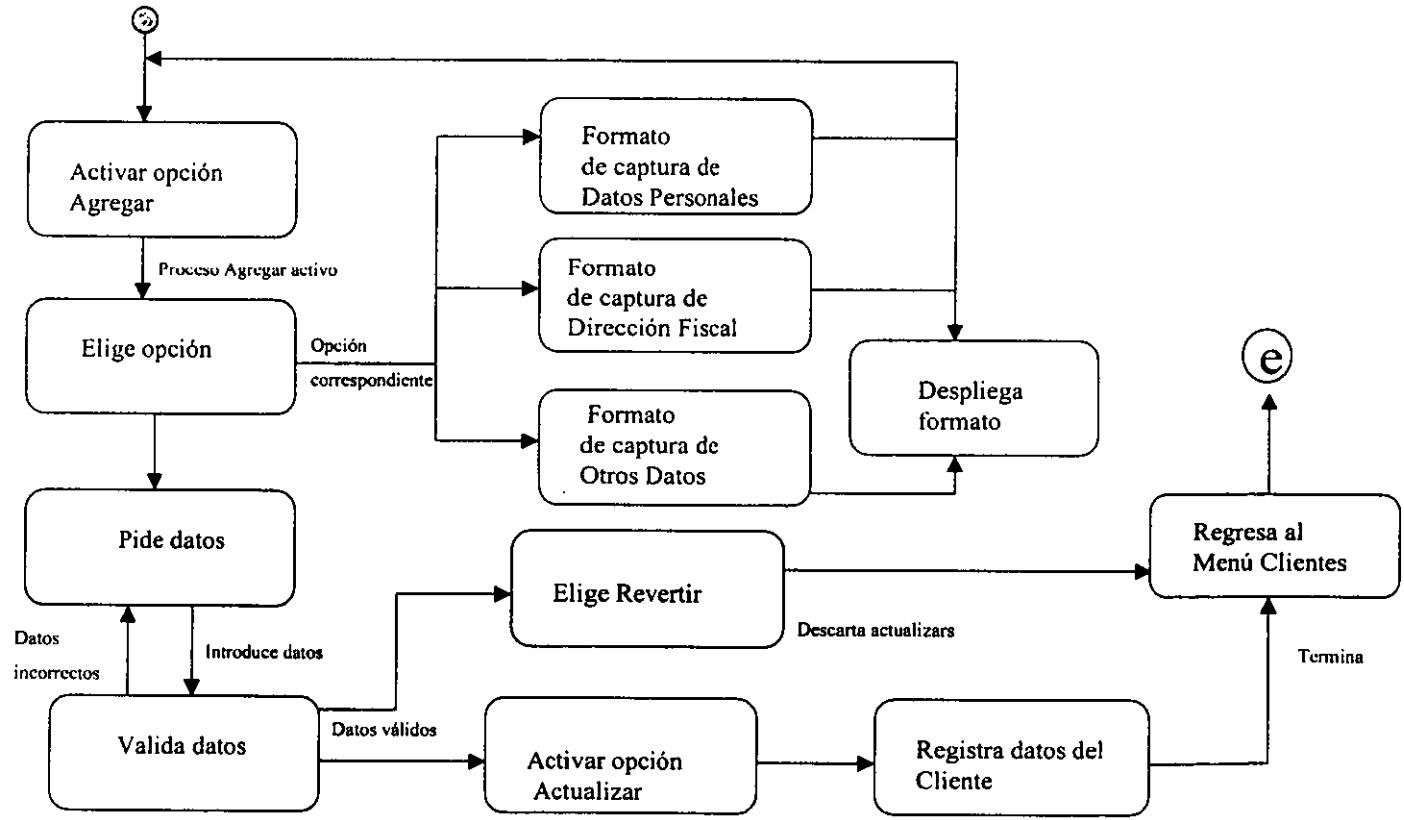 Activar opción
Agregar
Proceso Agregar activo
Elige opción
Opción
correspondiente
Formato
de captura de
Datos Personales
Formato
de captura de
Dirección Fiscal
Formato
de captura de
Otros Datos
Despliega
formato
e
Pide datos
Datos
incorrectos
Introduce datos
Valida datos
Datos válidos
Elige Revertir
Descarta actualizars
Regresa al
Menú Clientes
Termina
Activar opción
Actualizar
Registra datos del
Cliente